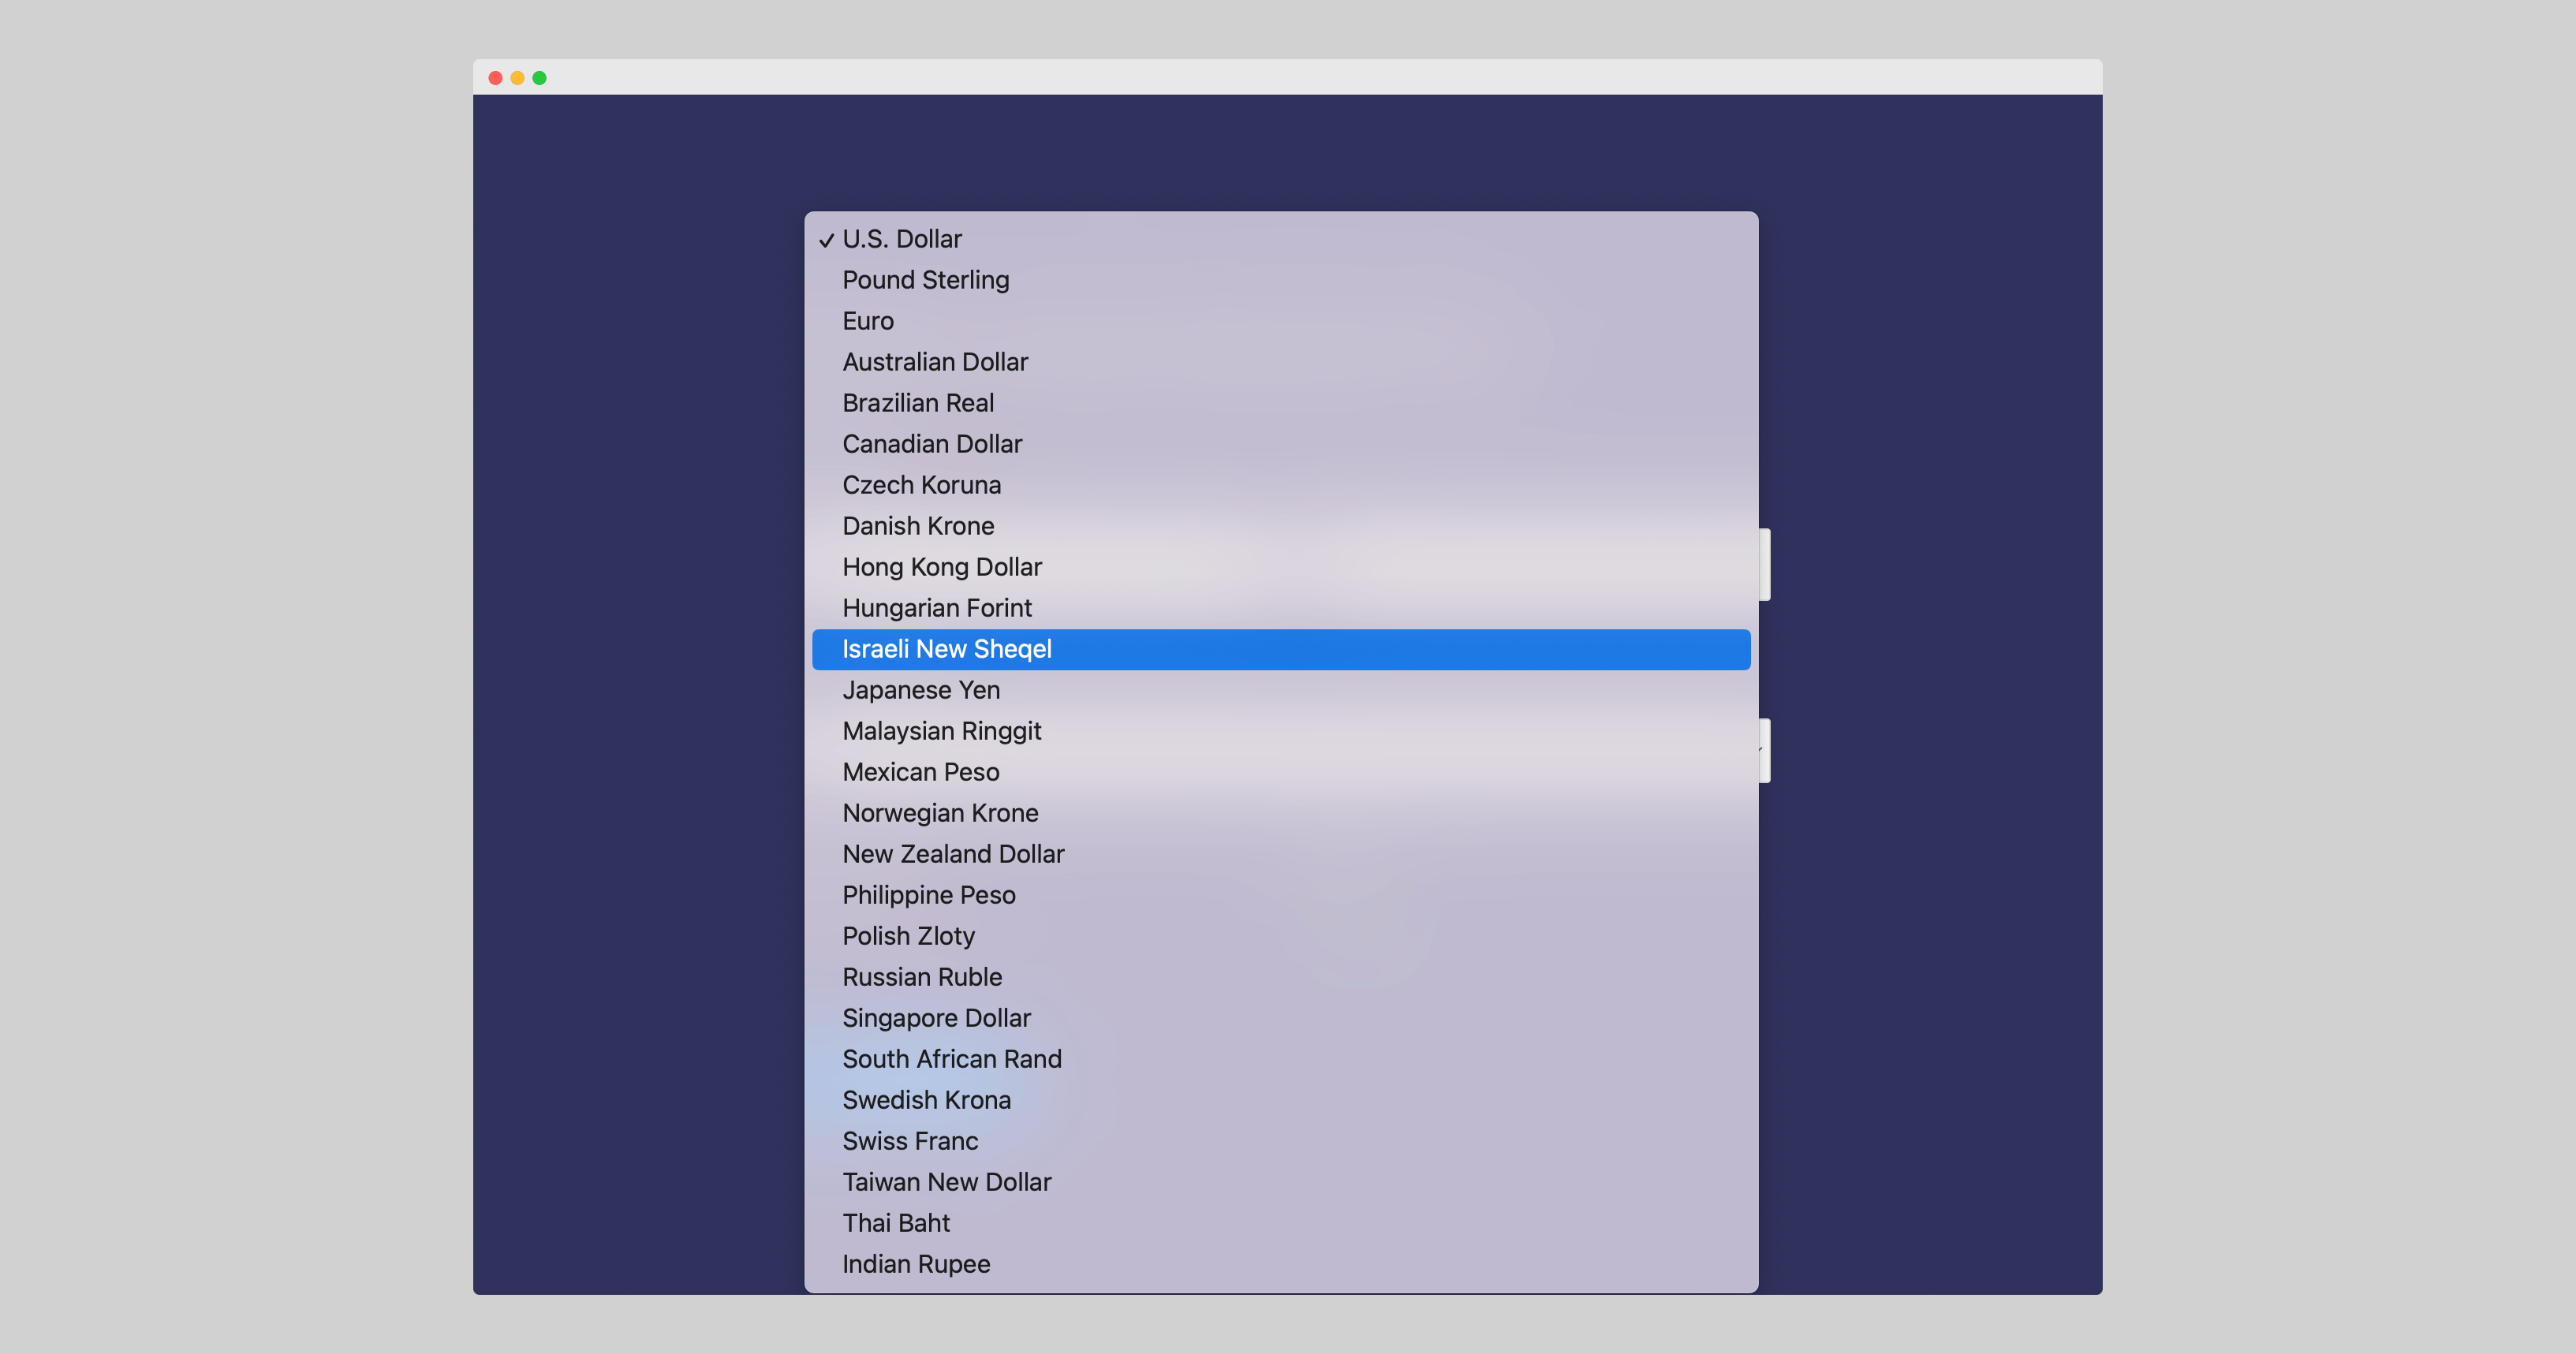 ✓ U.S. Dollar
Pound Sterling
Euro
Australian Dollar
Brazilian Real
Canadian Dollar
Czech Koruna
Danish Krone
Hong Kong Dollar
Hungarian Forint
Israeli New Sheqel
Japanese Yen
Malaysian Ringgit
Mexican Peso
Norwegian Krone
New Zealand Dollar
Philippine Peso
Polish Zloty
Russian Ruble
Singapore Dollar
South African Rand
Swedish Krona
Swiss Franc
Taiwan New Dollar
Thai Baht
Indian Rupee